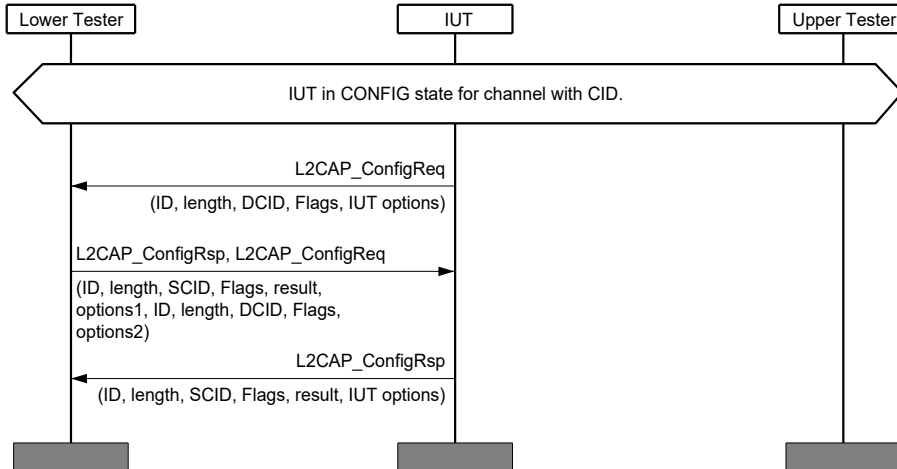 Lower Tester
IUT
Upper Tester
IUT in CONFIG state for channel with CID.
L2CAP_ConfigReq
(ID, length, DCID, Flags, IUT options)
L2CAP_ConfigRsp, L2CAP_ConfigReq
(ID, length, SCID, Flags, result,
options1, ID, length, DCID, Flags,
options2)
L2CAP_ConfigRsp
(ID, length, SCID, Flags, result, IUT options)